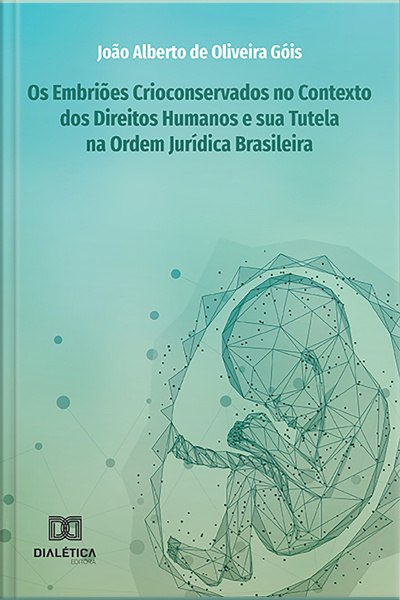 João Alberto de Oliveira Góis
Os Embriões Crioconservados no Contexto
dos Direitos Humanos e sua Tutela
na Ordem Jurídica Brasileira
DIALÉTICA
EDITORA